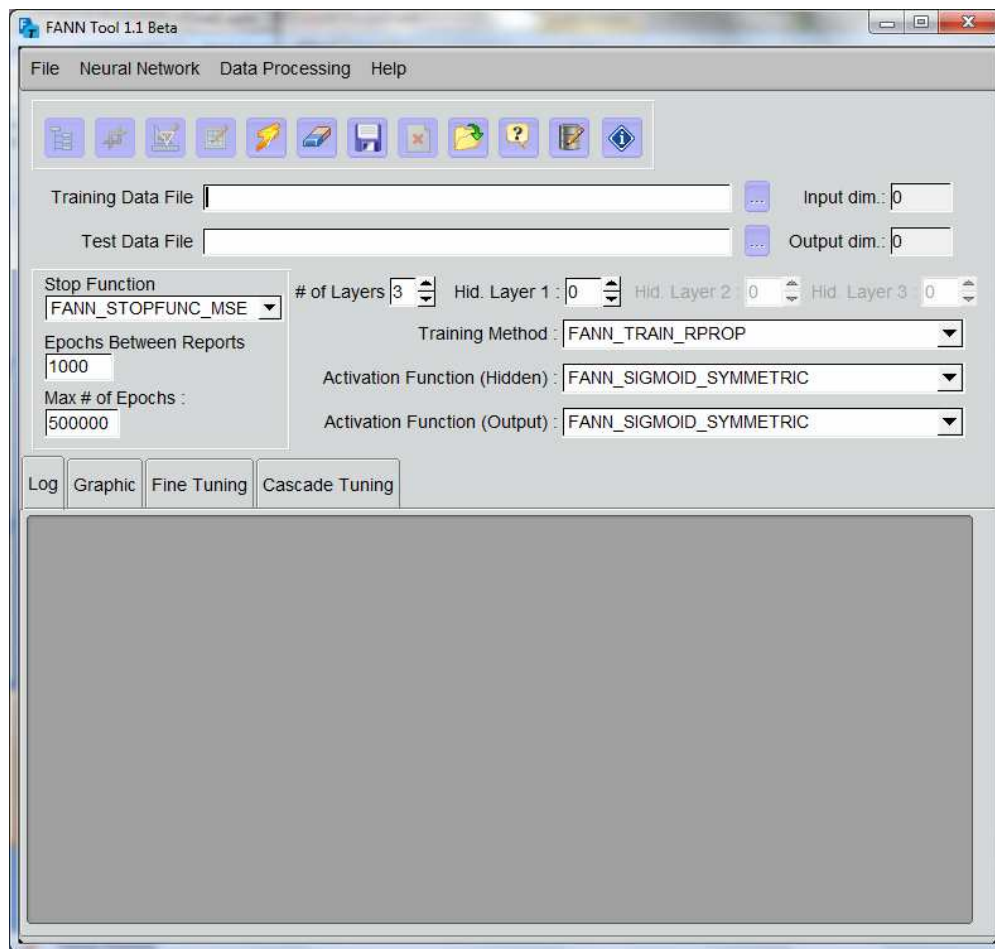 FANN Tool 1.1 Beta
File Neural Network Data Processing Help
Training Data File ... Input dim.: 0
Test Data File ... Output dim.: 0
Stop Function
FANN_STOPFUNC_MSE
# of Layers 3 Hid. Layer 1 : 0 Hid. Layer 2 : 0 Hid. Layer 3 : 0
Training Method : FANN_TRAIN_RPROP
Epochs Between Reports
1000
Activation Function (Hidden) : FANN_SIGMOID_SYMMETRIC
Max # of Epochs :
500000
Activation Function (Output) : FANN_SIGMOID_SYMMETRIC
Log Graphic Fine Tuning Cascade Tuning